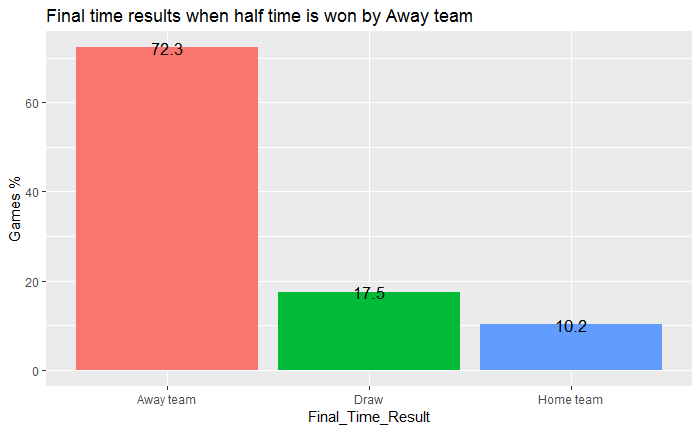 Final time results when half time is won by Away team
Games %
60
40
20
0
72.3
17.5
10.2
Away team
Draw
Home team
Final_Time_Result